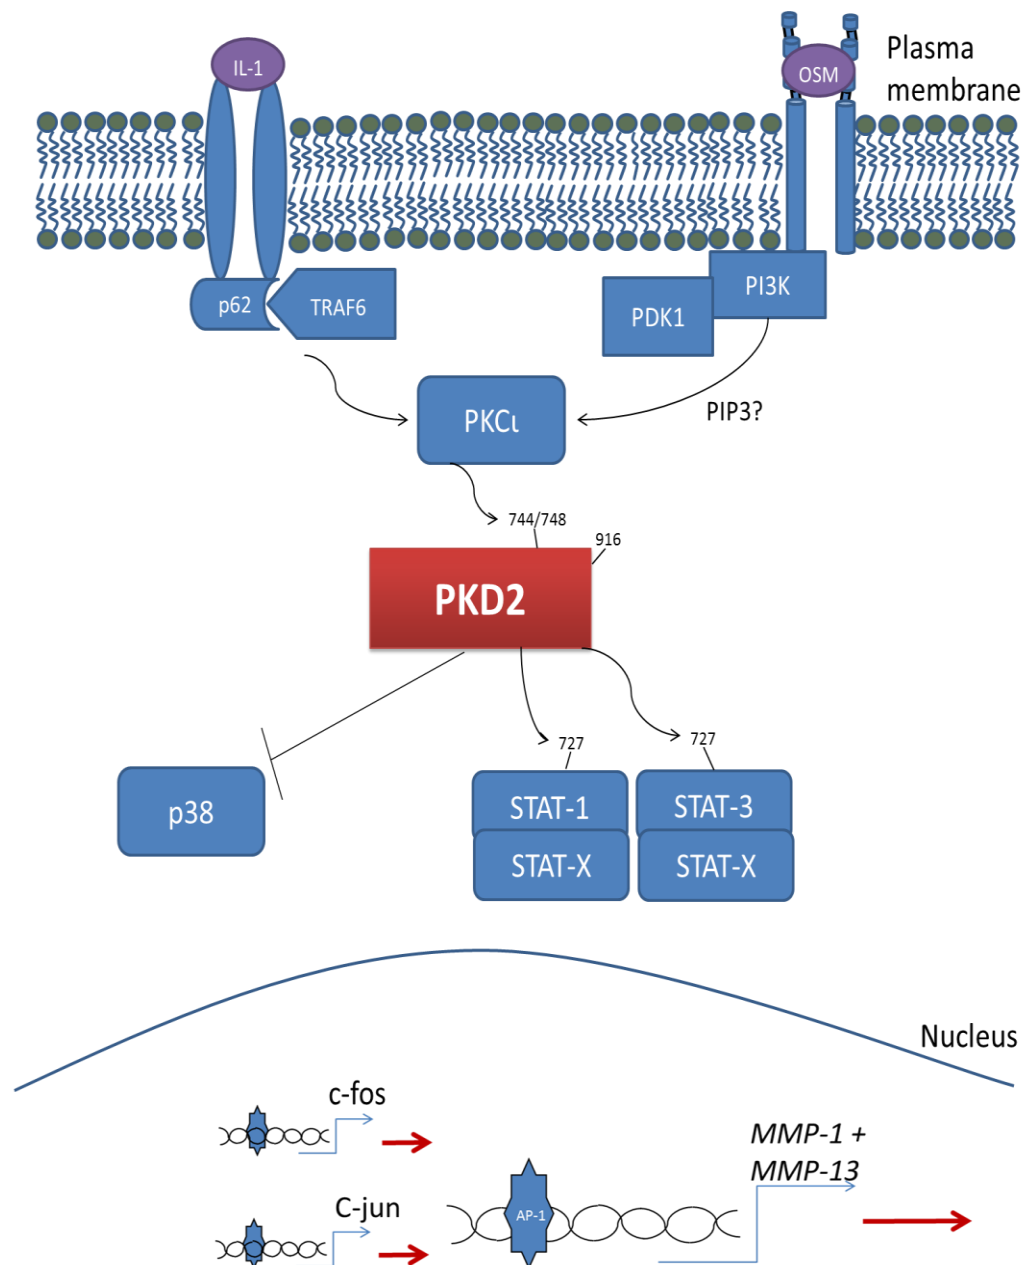 IL-1
OSM
Plasma
membrane
p62
TRAF6
PDK1
PI3K
PKCι
PIP3?
744/748
916
PKD2
727
727
p38
STAT-1
STAT-3
STAT-X
STAT-X
Nucleus
c-fos
MMP-1 +
MMP-13
C-jun
AP-1